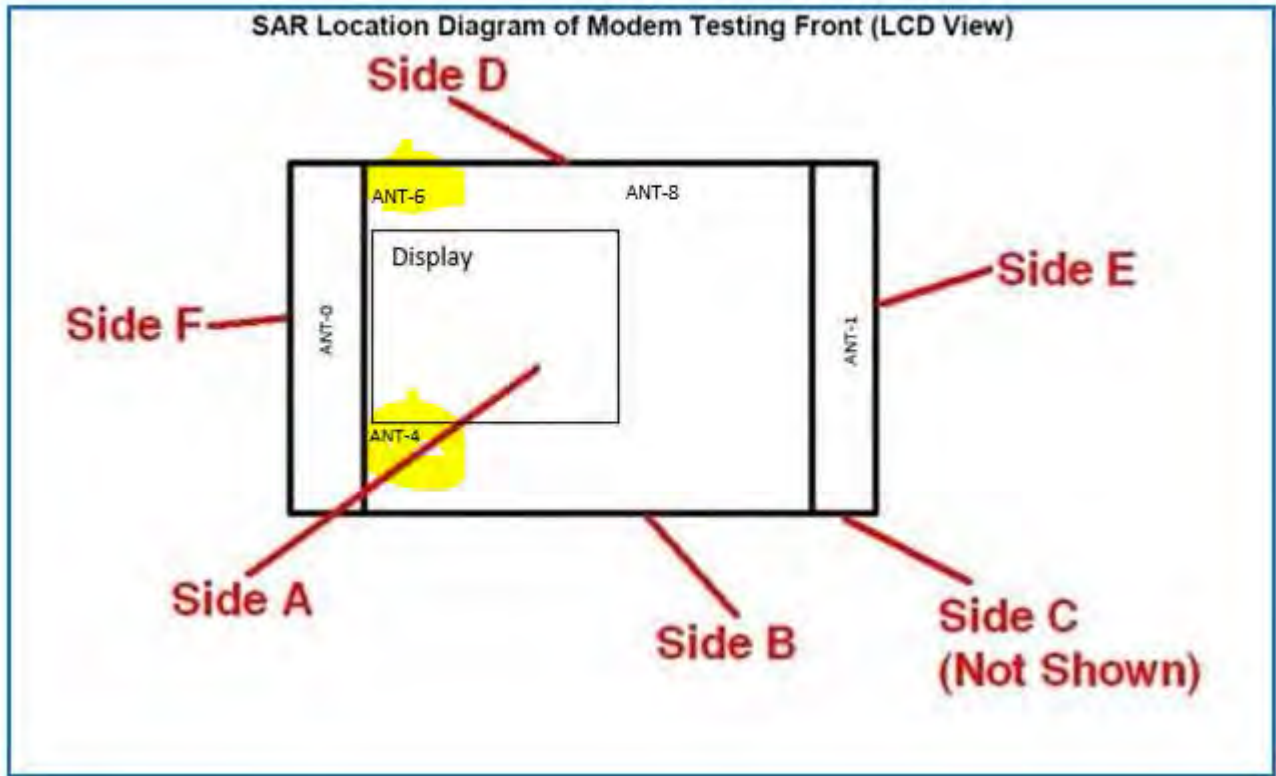 SAR Location Diagram of Modem Testing Front (LCD View)
Side D
ANT-6
ANT-8
Display
Side E
Side F
ANT-0
ANT-1
ANT-4
Side A
Side B
Side C
(Not Shown)